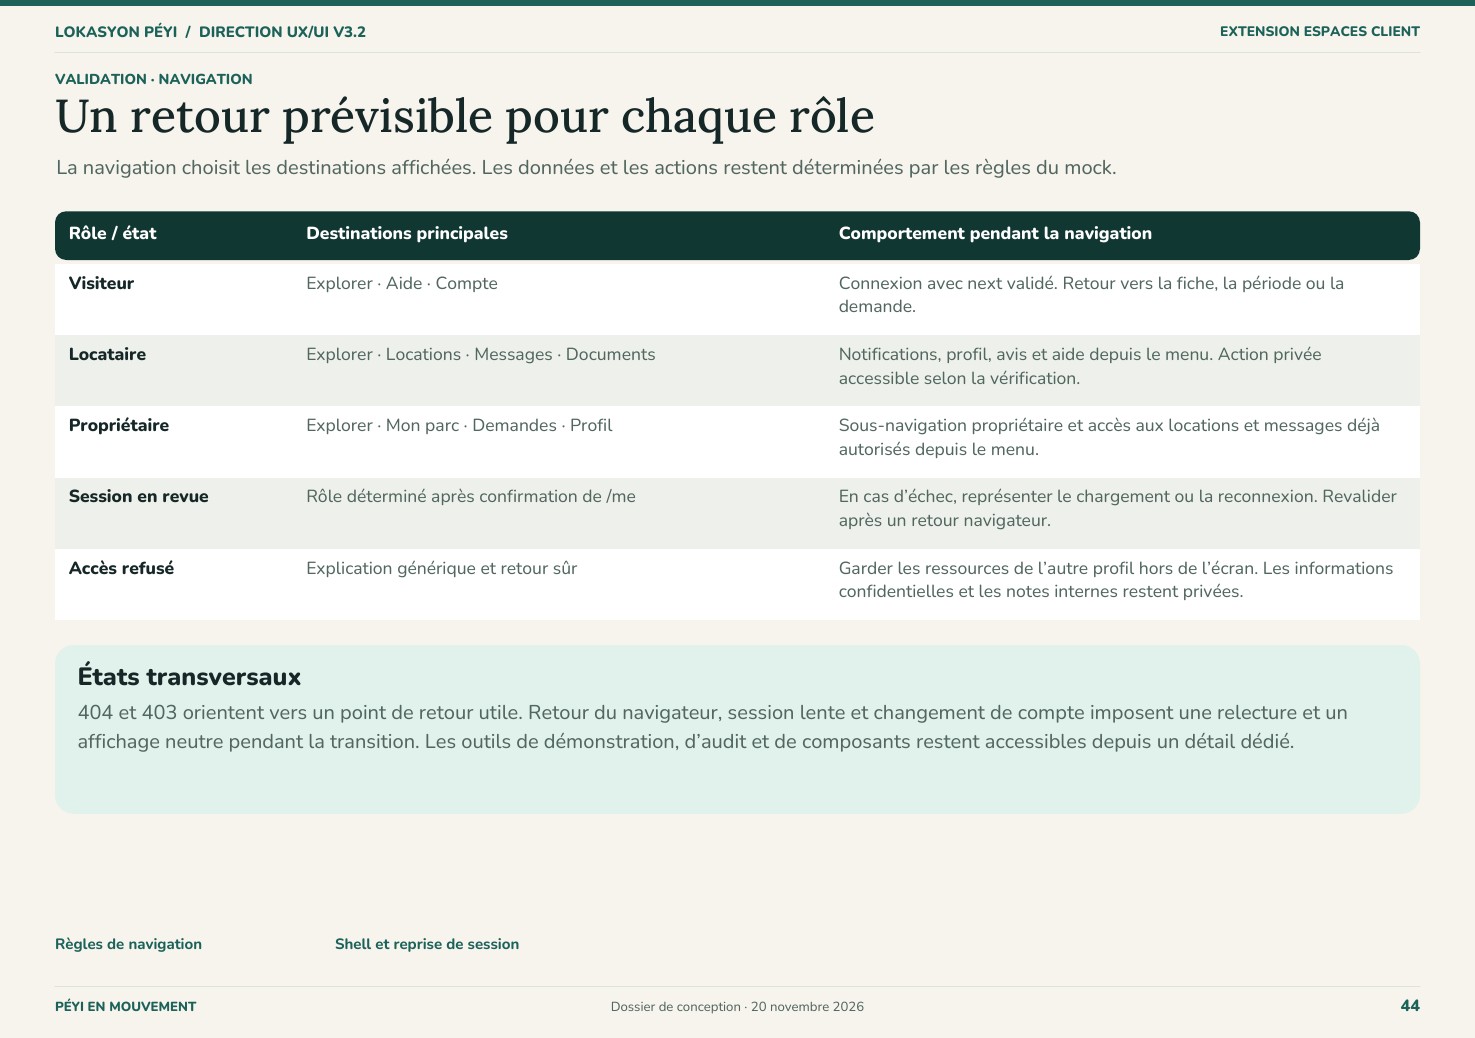 LOKASYON PÉYI / DIRECTION UX/UI V3.2
EXTENSION ESPACES CLIENT
VALIDATION · NAVIGATION
Un retour prévisible pour chaque rôle
La navigation choisit les destinations affichées. Les données et les actions restent déterminées par les règles du mock.
Rôle / état
Destinations principales
Comportement pendant la navigation
Visiteur
Explorer · Aide · Compte
Connexion avec next validé. Retour vers la fiche, la période ou la
demande.
Locataire
Explorer · Locations · Messages · Documents
Notifications, profil, avis et aide depuis le menu. Action privée
accessible selon la vérification.
Propriétaire
Explorer · Mon parc · Demandes · Profil
Sous-navigation propriétaire et accès aux locations et messages déjà
autorisés depuis le menu.
Session en revue
Rôle déterminé après confirmation de /me
En cas d’échec, représenter le chargement ou la reconnexion. Revalider
après un retour navigateur.
Accès refusé
Explication générique et retour sûr
Garder les ressources de l’autre profil hors de l’écran. Les informations
confidentielles et les notes internes restent privées.
États transversaux
404 et 403 orientent vers un point de retour utile. Retour du navigateur, session lente et changement de compte imposent une relecture et un
affichage neutre pendant la transition. Les outils de démonstration, d’audit et de composants restent accessibles depuis un détail dédié.
Règles de navigation
Shell et reprise de session
PÉYI EN MOUVEMENT
Dossier de conception · 20 novembre 2026
44